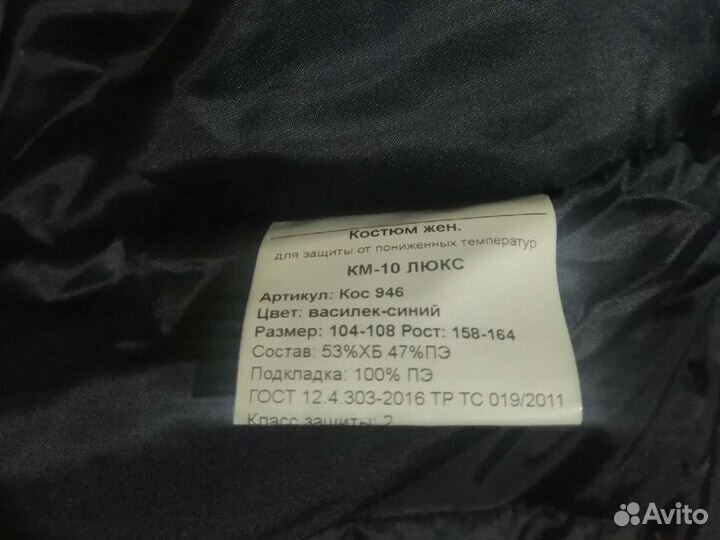 Костюм жен.
для защиты от пониженных температур
КМ-10 ЛЮКС
Артикул: Кос 946
Цвет: василек-синий
Размер: 104-108 Рост: 158-164
Состав: 53%ХБ 47%ПЭ
Подкладка: 100% ПЭ
ГОСТ 12.4.303-2016 ТР ТС 019/2011
Класс защиты: 2
Avito